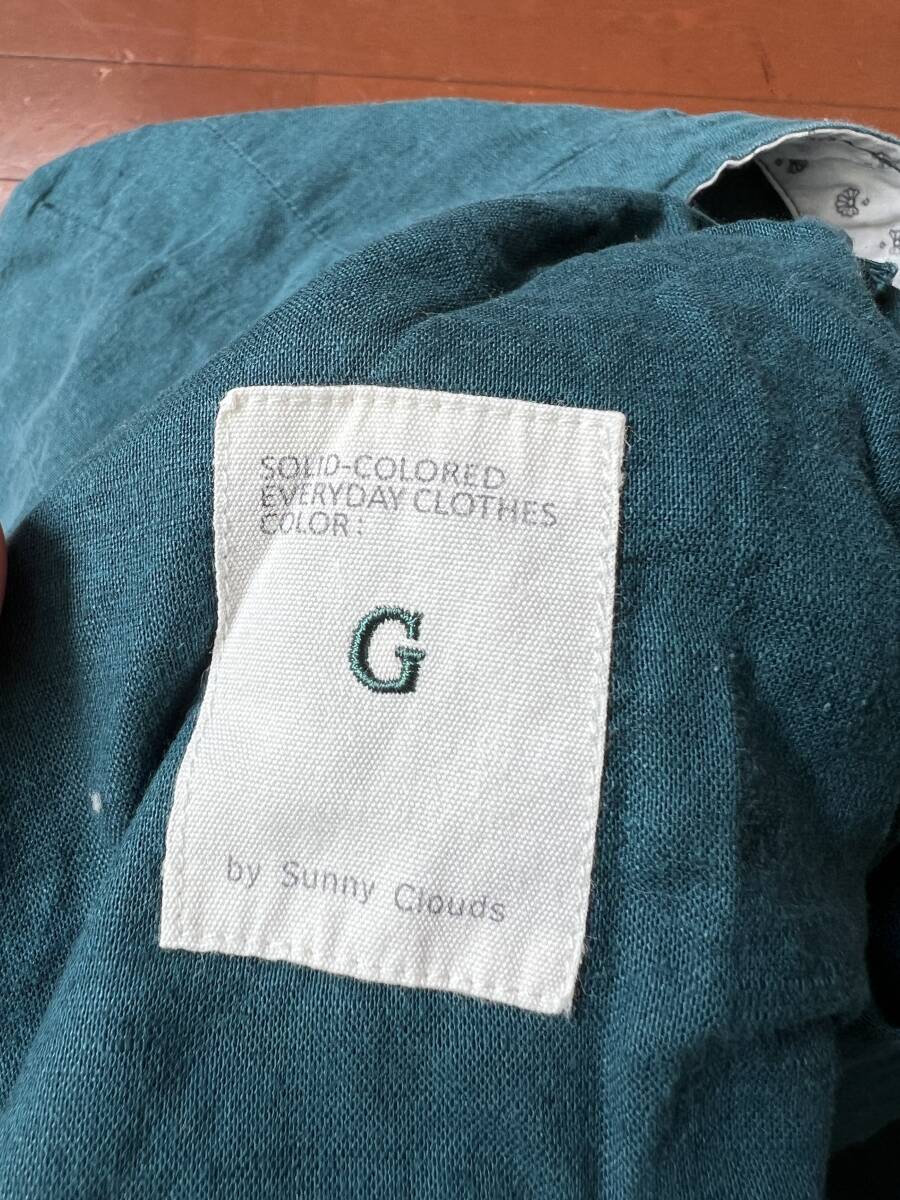 SOLID-COLORED
EVERYDAY CLOTHES
COLOR:
G
by Sunny Clouds